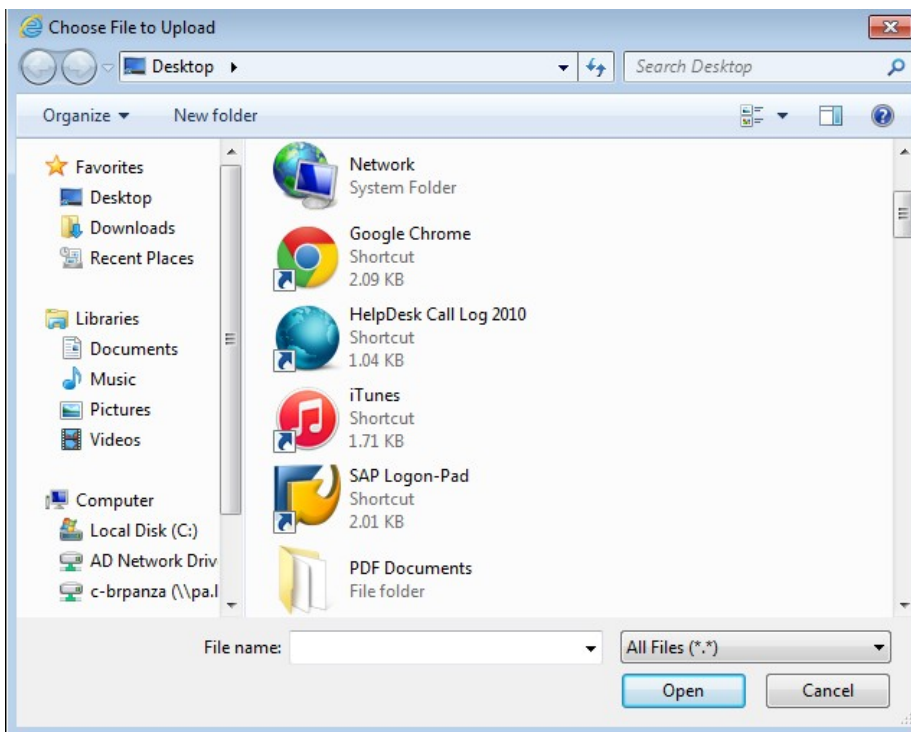 Choose File to Upload
Desktop
Search Desktop
Organize
New folder
Favorites
Desktop
Downloads
Recent Places
Libraries
Documents
Music
Pictures
Videos
Computer
Local Disk (C:)
AD Network Driv
c-brpanza (\\pa.l
Network
System Folder
Google Chrome
Shortcut
2.09 KB
HelpDesk Call Log 2010
Shortcut
1.04 KB
iTunes
Shortcut
1.71 KB
SAP Logon-Pad
Shortcut
2.01 KB
PDF Documents
File folder
File name:
All Files (*.*)
Open
Cancel